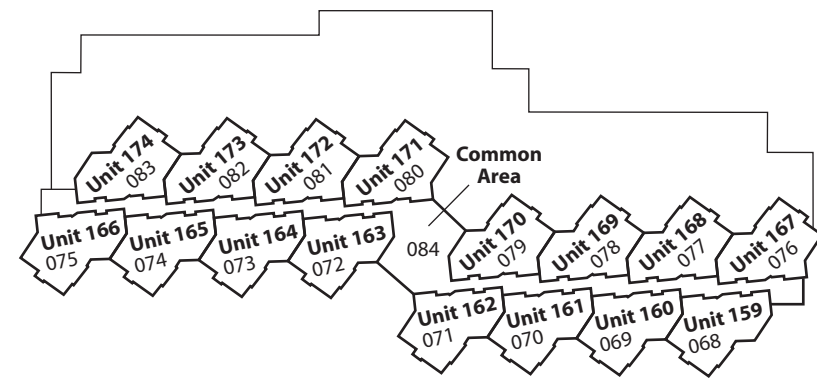 Unit 174
083
Unit 173
082
Unit 172
081
Unit 171
080
Common
Area
Unit 166
075
Unit 165
074
Unit 164
073
Unit 163
072
084
Unit 170
079
Unit 169
078
Unit 168
077
Unit 167
076
Unit 162
071
Unit 161
070
Unit 160
069
Unit 159
068